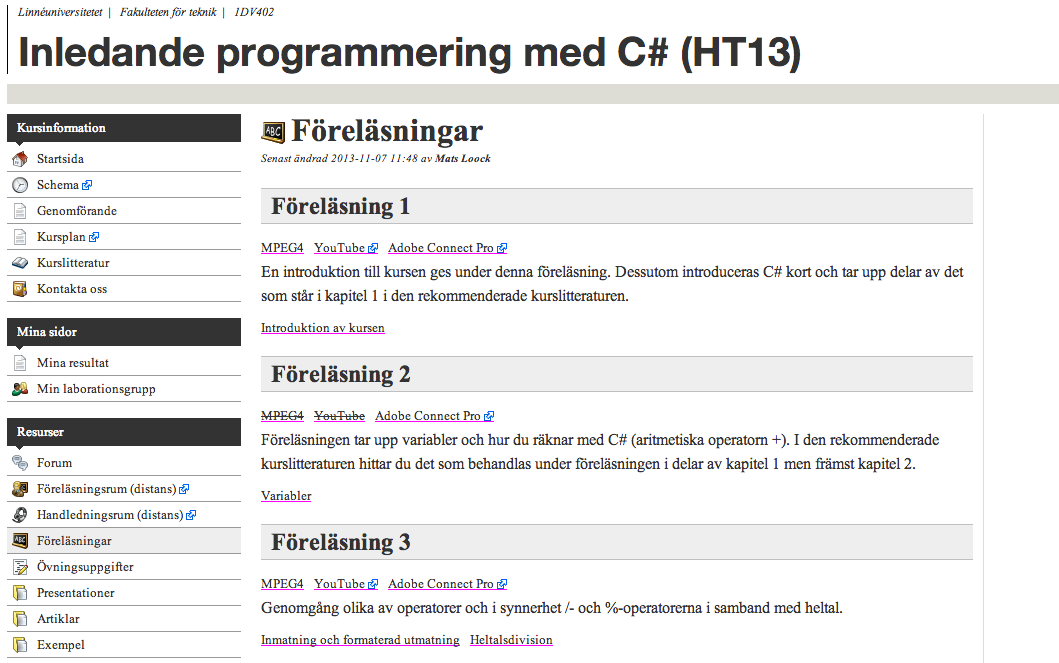 Linnéuniversitetet | Fakulteten för teknik | 1DV402
Inledande programmering med C# (HT13)
Kursinformation
Startsida
Schema
Genomförande
Kursplan
Kurslitteratur
Kontakta oss
Mina sidor
Mina resultat
Min laborationsgrupp
Resurser
Forum
Föreläsningsrum (distans)
Handledningsrum (distans)
ABC Föreläsningar
Övningsuppgifter
Presentationer
Artiklar
Exempel
ABC Föreläsningar
Senast ändrad 2013-11-07 11:48 av Mats Loock
Föreläsning 1
MPEG4 YouTube Adobe Connect Pro
En introduktion till kursen ges under denna föreläsning. Dessutom introduceras C# kort och tar upp delar av det
som står i kapitel 1 i den rekommenderade kurslitteraturen.
Introduktion av kursen
Föreläsning 2
MPEG4 YouTube Adobe Connect Pro
Föreläsningen tar upp variabler och hur du räknar med C# (aritmetiska operatorn +). I den rekommenderade
kurslitteraturen hittar du det som behandlas under föreläsningen i delar av kapitel 1 men främst kapitel 2.
Variabler
Föreläsning 3
MPEG4 YouTube Adobe Connect Pro
Genomgång olika av operatorer och i synnerhet /- och %-operatorerna i samband med heltal.
Inmatning och formaterad utmatning Heltalsdivision